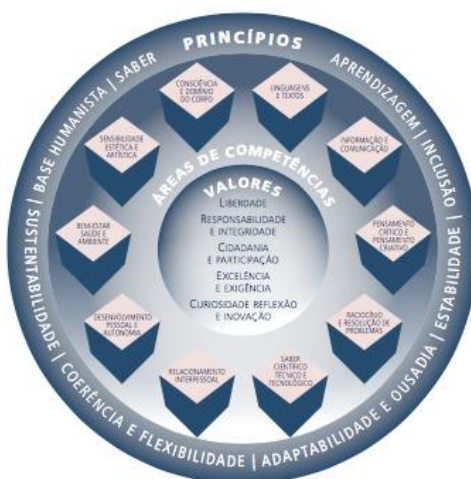 PRINCÍPIOS
BASE HUMANISTA | SABER
APRENDIZAGEM | INCLUSÃO |
ESTABILIDADE |
ADAPTABILIDADE E OUSADIA |
COERÊNCIA E FLEXIBILIDADE |
SUSTENTABILIDADE |
ÁREAS DE COMPETÊNCIAS
LINGUAGENS
E TEXTOS
INFORMAÇÃO E
COMUNICAÇÃO
PENSAMENTO
CRÍTICO E
PENSAMENTO
CRIATIVO
RACIOCÍNIO
E RESOLUÇÃO DE
PROBLEMAS
SABER
CIENTÍFICO
TÉCNICO E
TECNOLÓGICO
RELACIONAMENTO
INTERPESSOAL
DESENVOLVIMENTO
PESSOAL E
AUTONOMIA
BEM-ESTAR
SAÚDE E
AMBIENTE
SENSIBILIDADE
ESTÉTICA E
ARTÍSTICA
CONSCIÊNCIA
E DOMÍNIO
DO CORPO
VALORES
LIBERDADE
RESPONSABILIDADE
E INTEGRIDADE
CIDADANIA
E PARTICIPAÇÃO
EXCELÊNCIA
E EXIGÊNCIA
CURIOSIDADE REFLEXÃO
E INOVAÇÃO